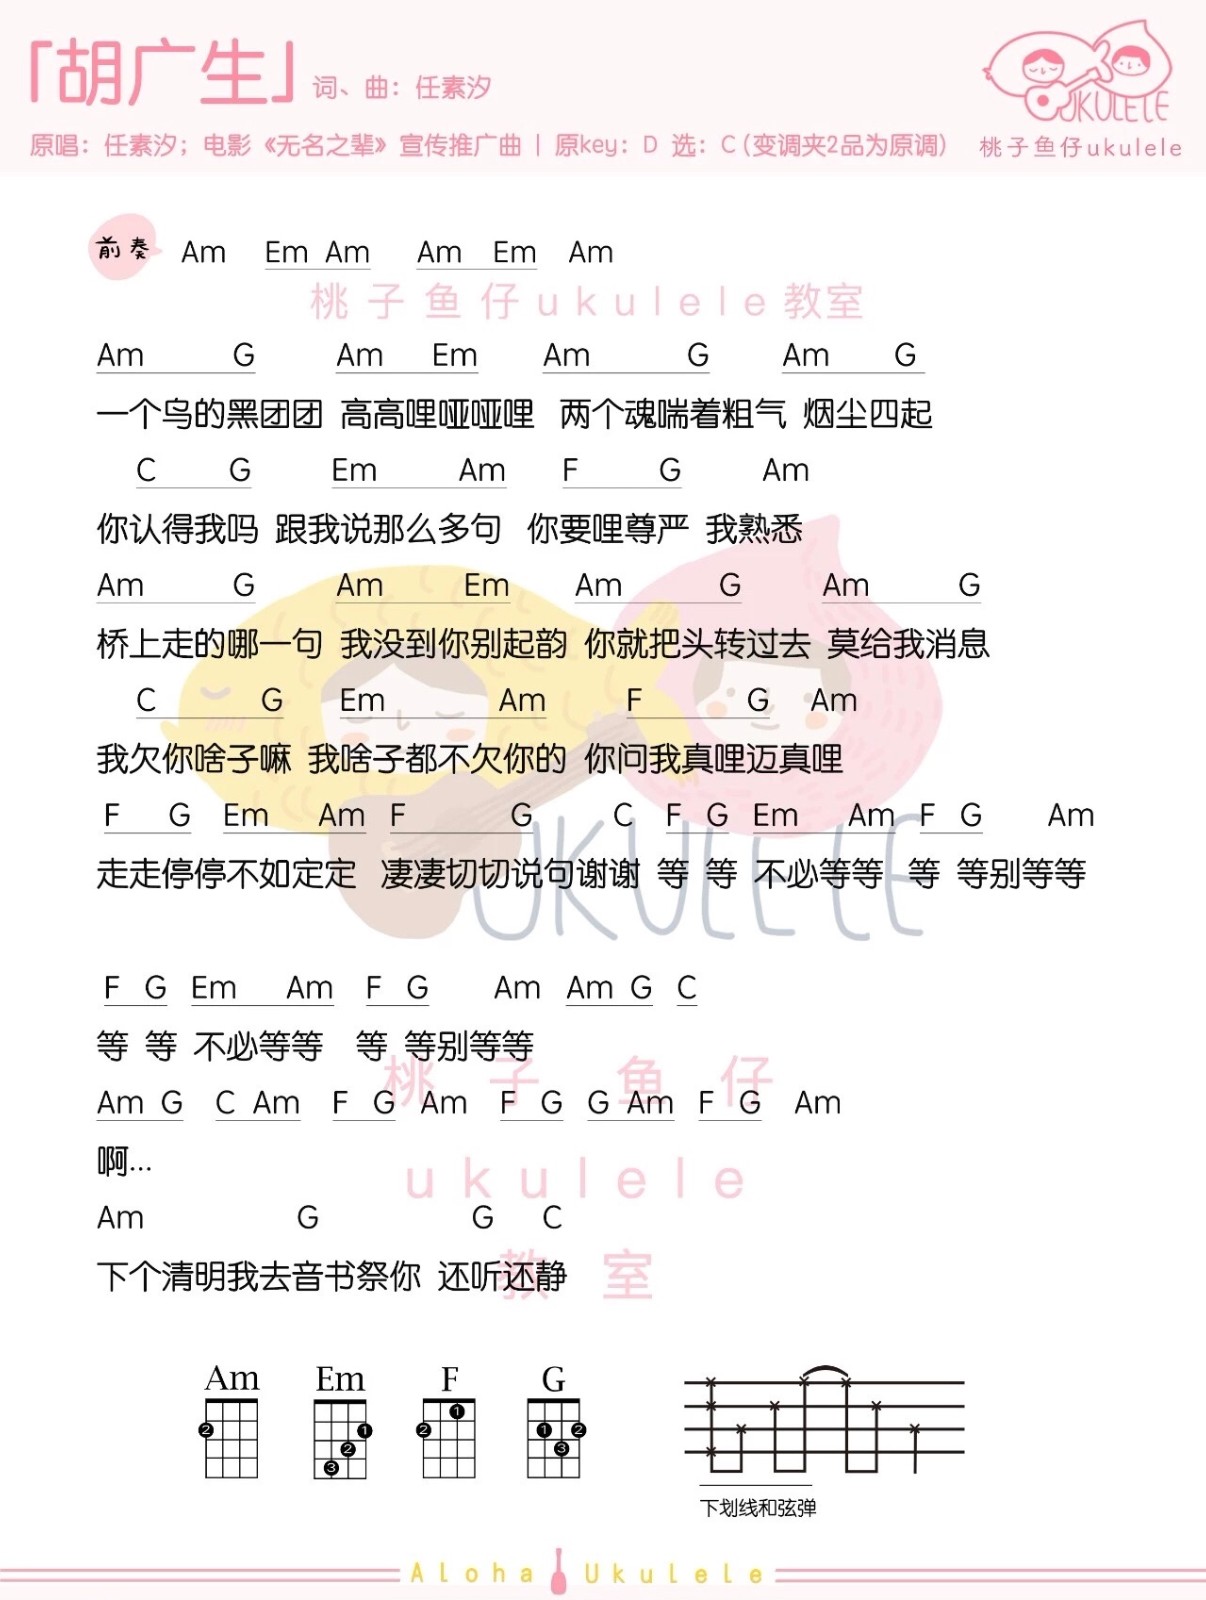 「胡广生」 词、曲：任素汐
UKULELE
原唱：任素汐；电影《无名之辈》宣传推广曲 | 原key：D 选：C (变调夹2品为原调)
桃子鱼仔ukulele
前奏 Am Em Am Am Em Am
桃子鱼仔ukulele教室
Am G Am Em Am G Am G
一个乌的黑团团 高高哩哑哑哩 两个魂喘着粗气 烟尘四起
C G Em Am F G Am
你认得我吗 跟我说那么多句 你要哩尊严 我熟悉
Am G Am Em Am G Am G
桥上走的哪一句 我没到你别起韵 你就把头转过去 莫给我消息
C G Em Am F G Am
我欠你啥子嘛 我啥子都不欠你的 你问我真哩迈真哩
F G Em Am F G C F G Em Am F G Am
走走停停不如定定 凄凄切切说句谢谢 等 等 不必等等 等 等别等等
UKULELE
F G Em Am F G Am Am G C
等 等 不必等等 等 等别等等
桃子鱼仔
Am G C Am F G Am F G G Am F G Am
啊...
ukulele
Am G G C
教室
下个清明我去音书祭你 还听还静
Am Em F G
2 1 2 3 2 1 1 2 3
下划线和弦弹
Aloha Ukulele